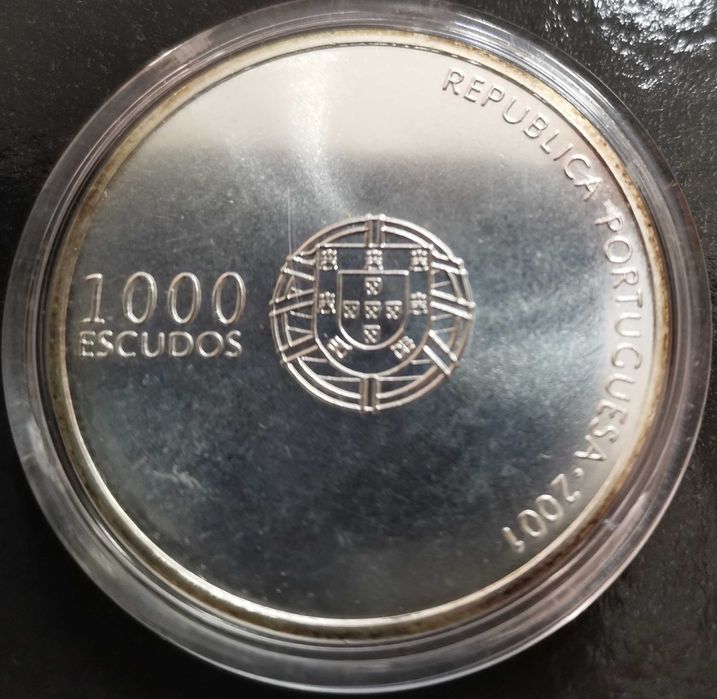 REPUBLICA PORTUGUESA · 2001
1000
ESCUDOS